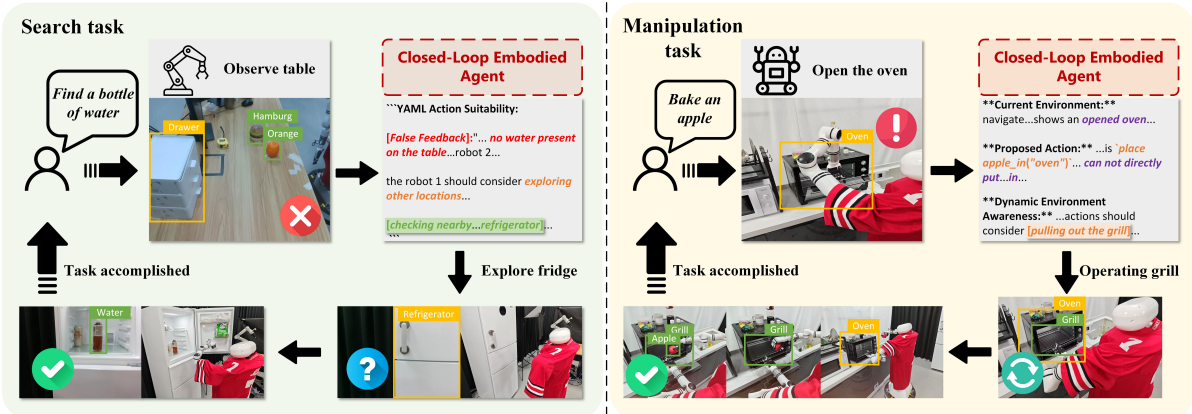 Search task
Find a bottle
of water
Observe table
Drawer
Hamburg
Orange
Closed-Loop Embodied
Agent
```YAML Action Suitability:
[False Feedback]:"... no water present
on the table...robot 2...
the robot 1 should consider exploring
other locations...
[checking nearby...refrigerator]...
```
Explore fridge
Refrigerator
Water
Task accomplished
Manipulation
task
Bake an
apple
Open the oven
Oven
Closed-Loop Embodied
Agent
**Current Environment:**
navigate...shows an opened oven...
**Proposed Action:** ...is `place
apple_in("oven")`... can not directly
put...in...
**Dynamic Environment
Awareness:** ...actions should
consider [pulling out the grill]...
Operating grill
Oven
Grill
Grill
Apple
Grill
Oven
Task accomplished